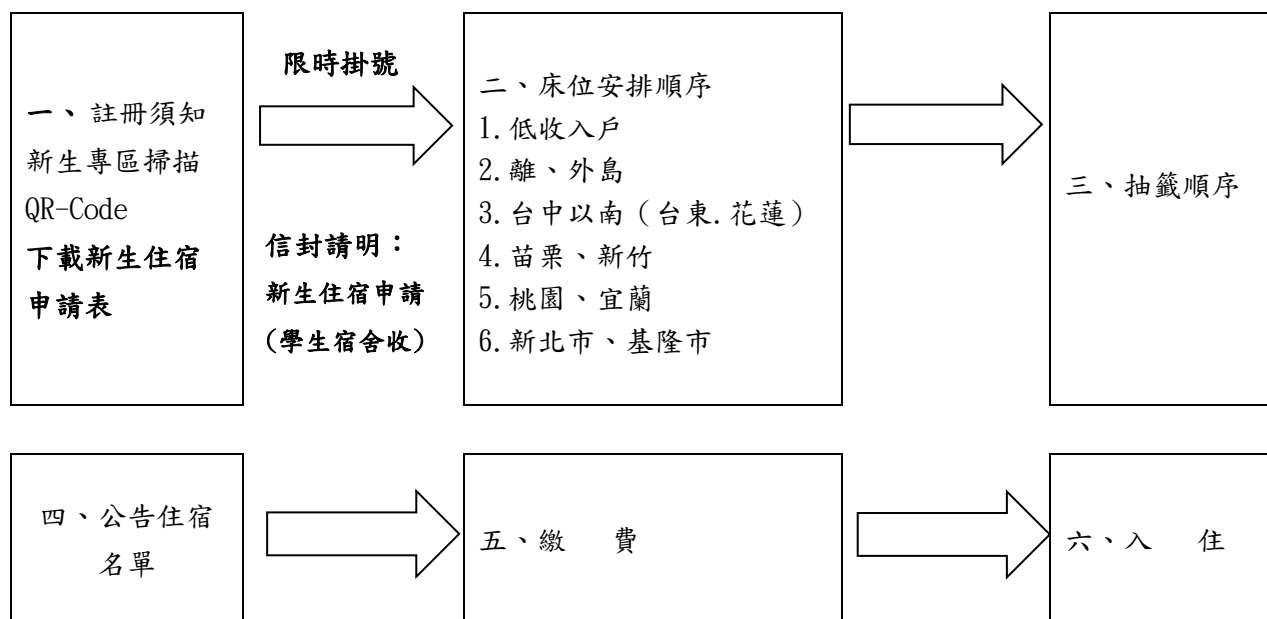 一、註冊須知
新生專區掃描
QR-Code
下載新生住宿
申請表
限時掛號
信封請明：
新生住宿申請
(學生宿舍收)
二、床位安排順序
1.低收入戶
2.離、外島
3.台中以南（台東.花蓮）
4.苗栗、新竹
5.桃園、宜蘭
6.新北市、基隆市
三、抽籤順序
四、公告住宿
名單
五、繳　費
六、入　住